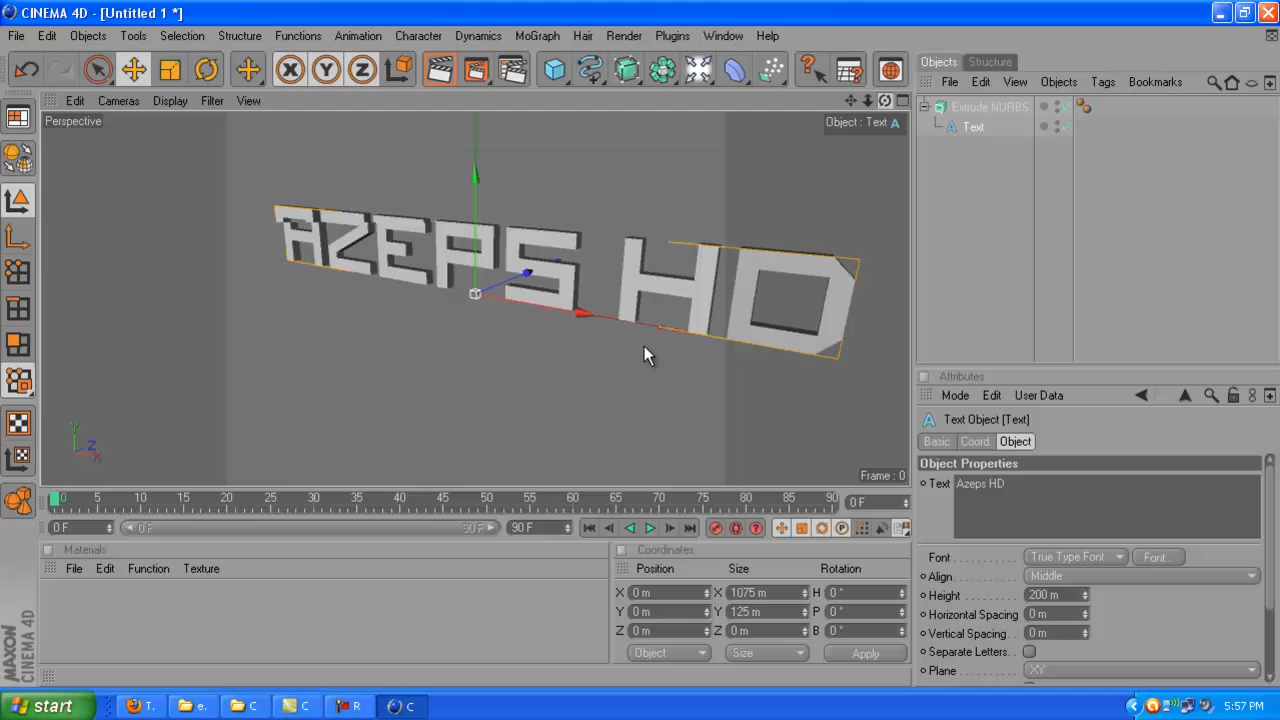 CINEMA 4D - [Untitled 1 *]
File Edit Objects Tools Selection Structure Functions Animation Character Dynamics MoGraph Hair Render Plugins Window Help
X Y Z
Edit Cameras Display Filter View
Perspective
Object : Text A
AZEPS HD
Y
Z
X
Frame : 0
0 5 10 15 20 25 30 35 40 45 50 55 60 65 70 75 80 85 90
0 F
0 F
0 F
90 F
90 F
P
Materials
File Edit Function Texture
Coordinates
Position Size Rotation
X 0 m X 1075 m H 0 °
Y 0 m Y 125 m P 0 °
Z 0 m Z 0 m B 0 °
Object Size Apply
MAXON
CINEMA 4D
Objects Structure
File Edit View Objects Tags Bookmarks
Extrude NURBS
A Text
Attributes
Mode Edit User Data
A Text Object [Text]
Basic Coord. Object
Object Properties
Text Azeps HD
Font True Type Font Font...
Align Middle
Height 200 m
Horizontal Spacing 0 m
Vertical Spacing 0 m
Separate Letters
Plane XY
start
T. e. C C R C
5:57 PM